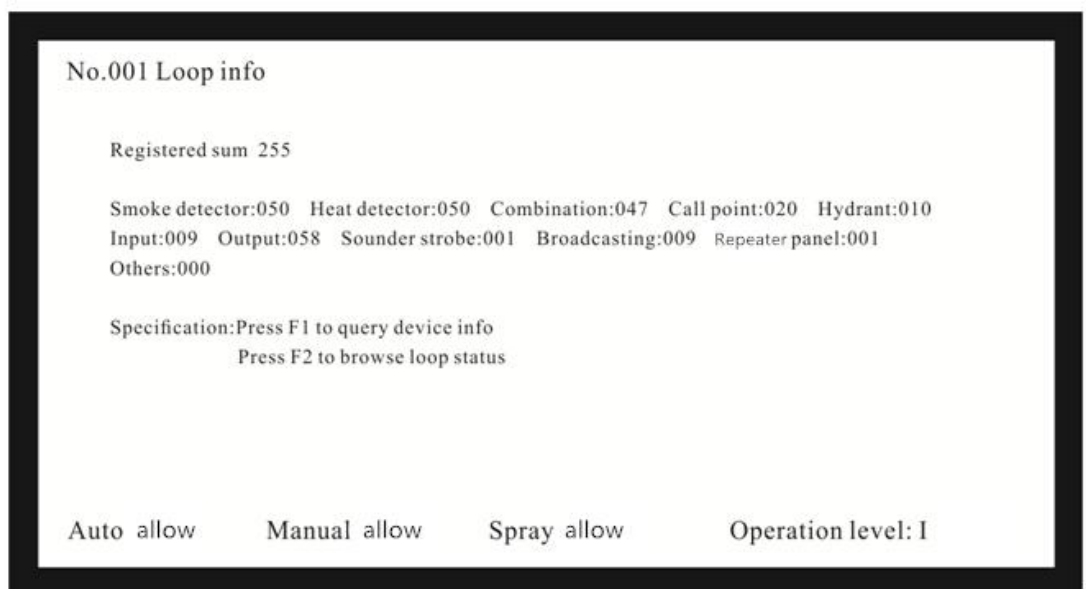 No.001 Loop info
Registered sum 255
Smoke detector:050 Heat detector:050 Combination:047 Call point:020 Hydrant:010
Input:009 Output:058 Sounder strobe:001 Broadcasting:009 Repeater panel:001
Others:000
Specification:Press F1 to query device info
Press F2 to browse loop status
Auto allow Manual allow Spray allow Operation level: I